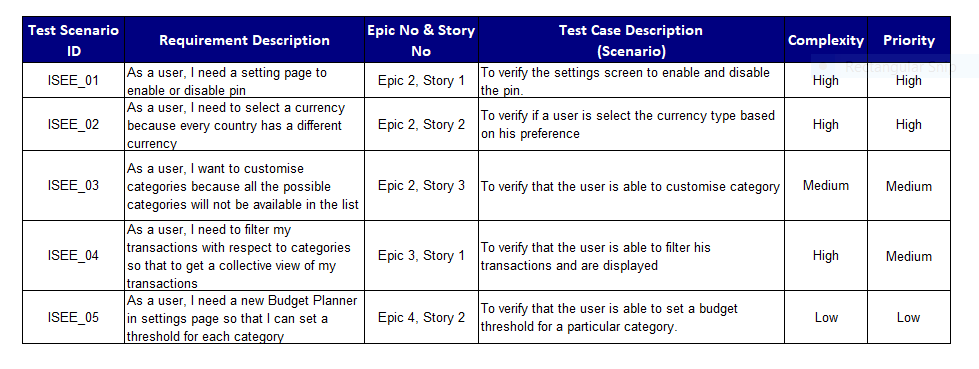 Test Scenario ID
Requirement Description
Epic No & Story No
Test Case Description
(Scenario)
Complexity
Priority
Rectangular Snip
ISEE_01
As a user, I need a setting page to
enable or disable pin
Epic 2, Story 1
To verify the settings screen to enable and disable
the pin.
High
High
ISEE_02
As a user, I need to select a currency
because every country has a different
currency
Epic 2, Story 2
To verify if a user is select the currency type based
on his preference
High
High
ISEE_03
As a user, I want to customise
categories because all the possible
categories will not be available in the list
Epic 2, Story 3
To verify that the user is able to customise category
Medium
Medium
ISEE_04
As a user, I need to filter my
transactions with respect to categories
so that to get a collective view of my
transactions
Epic 3, Story 1
To verify that the user is able to filter his
transactions and are displayed
High
Medium
ISEE_05
As a user, I need a new Budget Planner
in settings page so that I can set a
threshold for each category
Epic 4, Story 2
To verify that the user is able to set a budget
threshold for a particular category.
Low
Low